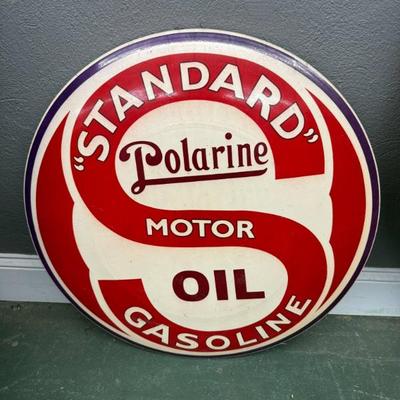 "STANDARD"
Polarine
MOTOR
OIL
GASOLINE